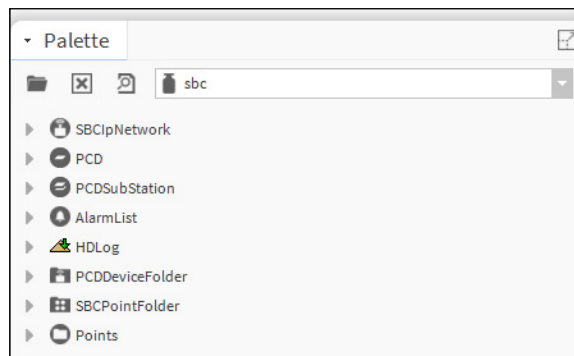 Palette
sbc
SBCIpNetwork
PCD
PCDSubStation
AlarmList
HDLog
PCDDeviceFolder
SBCPointFolder
Points